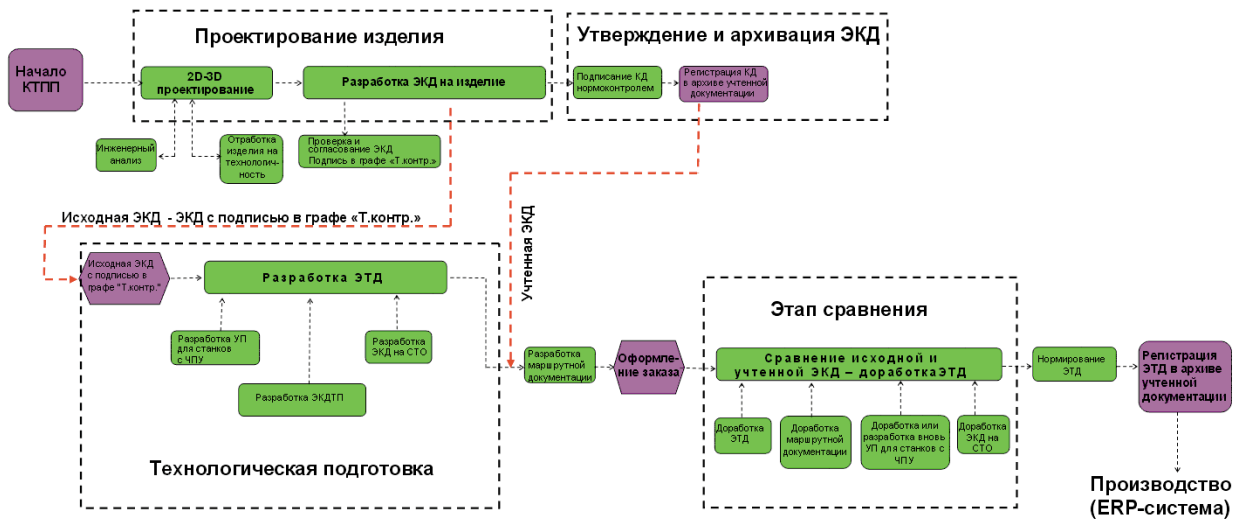 Проектирование изделия
Утверждение и архивация ЭКД
Начало
КТПП
2D-3D
проектирование
Разработка ЭКД на изделие
Подписание КД
нормоконтролем
Регистрация КД
в архиве учтенной
документации
Инженерный
анализ
Отработка
изделия на
технологич-
ность
Проверка и
согласование ЭКД
Подпись в графе «Т.контр.»
Исходная ЭКД - ЭКД с подписью в графе «Т.контр.»
Учтенная ЭКД
Исходная ЭКД
с подписью в
графе "Т.контр."
Разработка ЭТД
Разработка УП
для станков
с ЧПУ
Разработка
ЭКД на СТО
Разработка ЭКДТП
Технологическая подготовка
Разработка
маршрутной
документации
Оформле-
ние заказа
Этап сравнения
Сравнение исходной и
учтенной ЭКД – доработкаЭТД
Доработка
ЭТД
Доработка
маршрутной
документации
Доработка или
разработка вновь
УП для станков с
ЧПУ
Доработка
ЭКД на
СТО
Нормирование
ЭТД
Регистрация
ЭТД в архиве
учтенной
документации
Производство
(ERP-система)